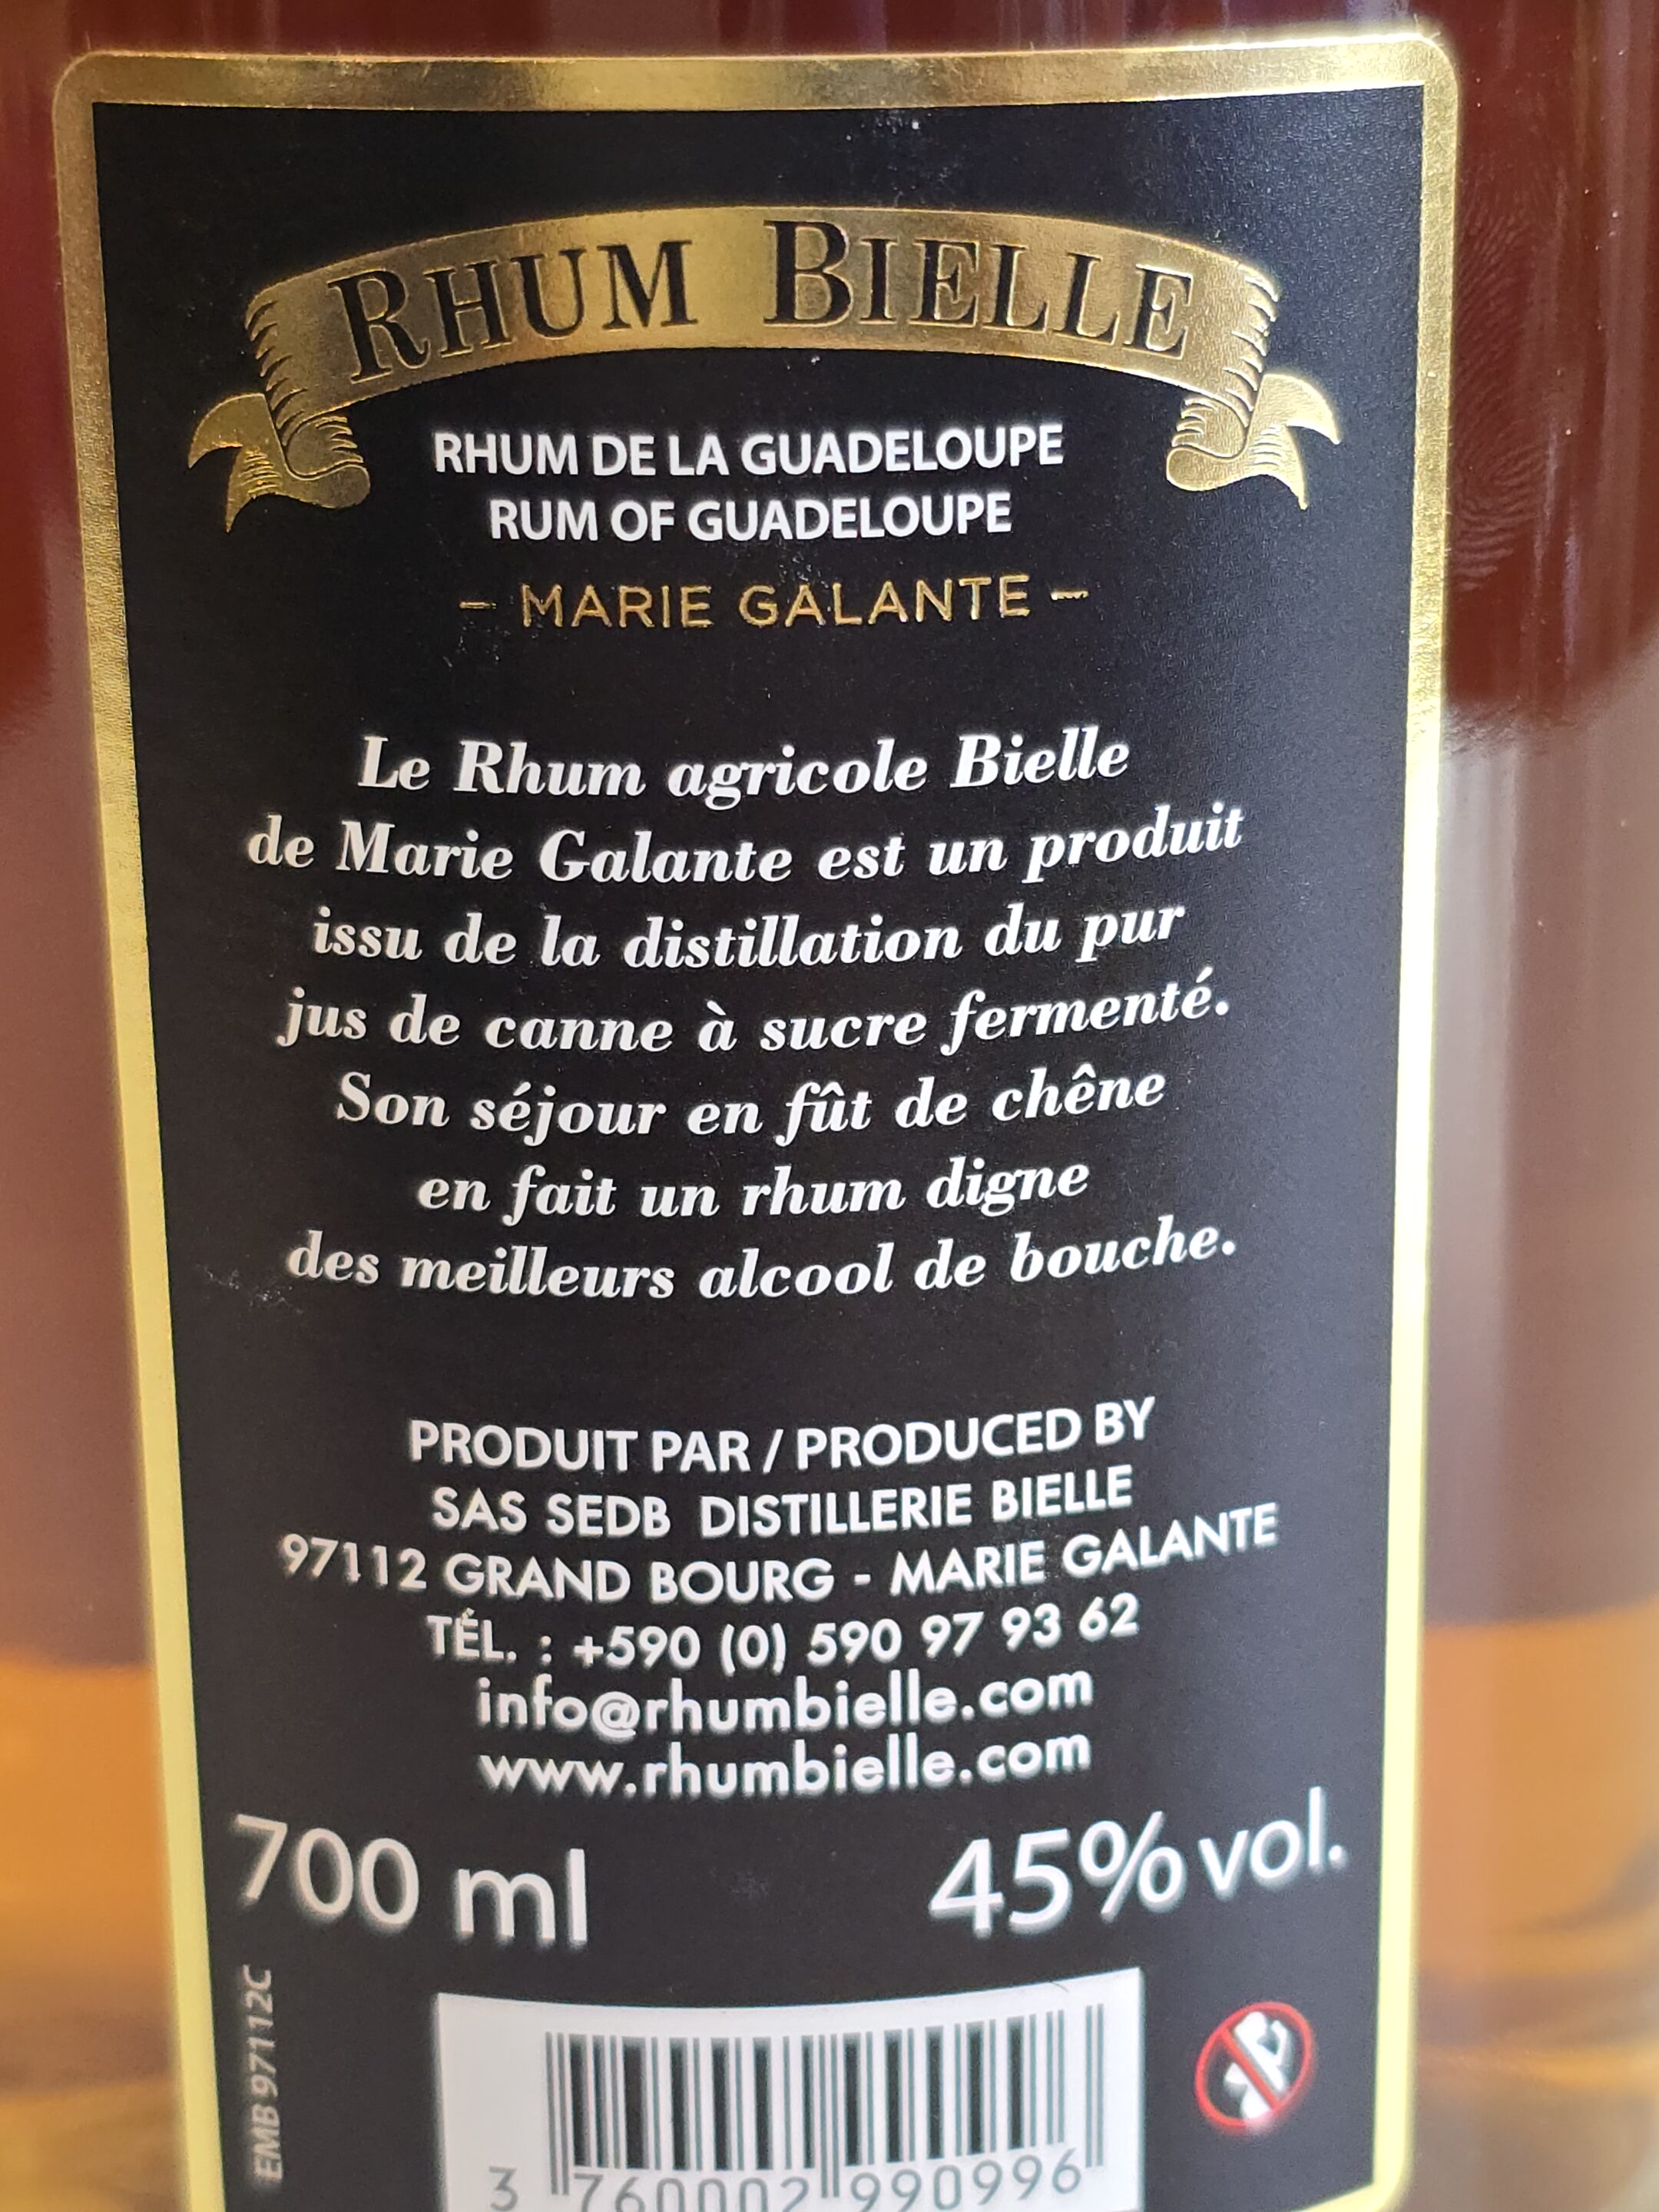 RHUM BIELLE
RHUM DE LA GUADELOUPE
RUM OF GUADELOUPE
– MARIE GALANTE –
Le Rhum agricole Bielle
de Marie Galante est un produit
issu de la distillation du pur
jus de canne à sucre fermenté.
Son séjour en fût de chêne
en fait un rhum digne
des meilleurs alcool de bouche.
PRODUIT PAR / PRODUCED BY
SAS SEDB DISTILLERIE BIELLE
97112 GRAND BOURG - MARIE GALANTE
TÉL. : +590 (0) 590 97 93 62
info@rhumbielle.com
www.rhumbielle.com
700 ml 45% vol.
EMB 97112C
3 760002 990996